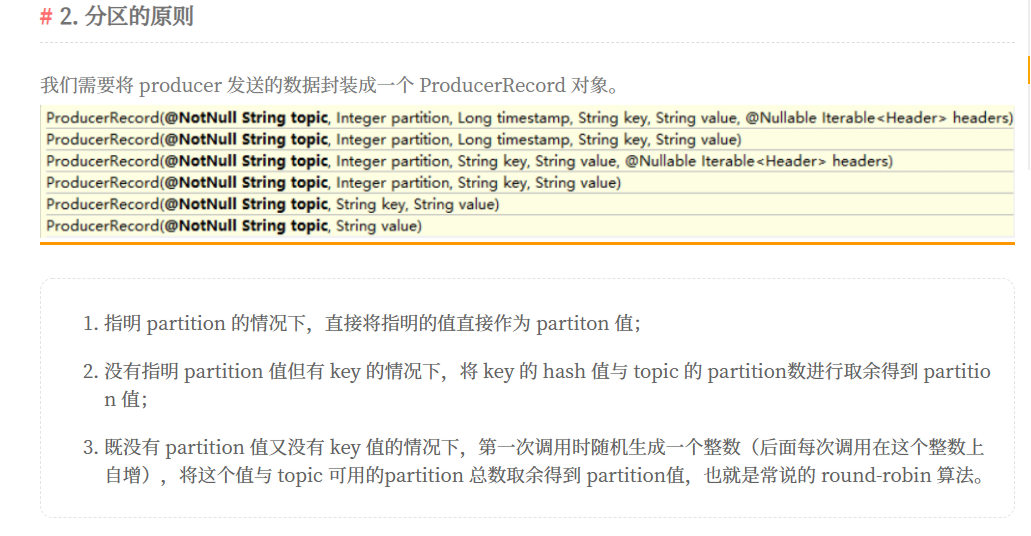 # 2. 分区的原则
我们需要将 producer 发送的数据封装成一个 ProducerRecord 对象。
ProducerRecord(@NotNull String topic, Integer partition, Long timestamp, String key, String value, @Nullable Iterable<Header> headers)
ProducerRecord(@NotNull String topic, Integer partition, Long timestamp, String key, String value)
ProducerRecord(@NotNull String topic, Integer partition, String key, String value, @Nullable Iterable<Header> headers)
ProducerRecord(@NotNull String topic, Integer partition, String key, String value)
ProducerRecord(@NotNull String topic, String key, String value)
ProducerRecord(@NotNull String topic, String value)
1. 指明 partition 的情况下，直接将指明的值直接作为 partiton 值；
2. 没有指明 partition 值但有 key 的情况下，将 key 的 hash 值与 topic 的 partition数进行取余得到 partitio
n 值；
3. 既没有 partition 值又没有 key 值的情况下，第一次调用时随机生成一个整数（后面每次调用在这个整数上
自增），将这个值与 topic 可用的partition 总数取余得到 partition值，也就是常说的 round-robin 算法。